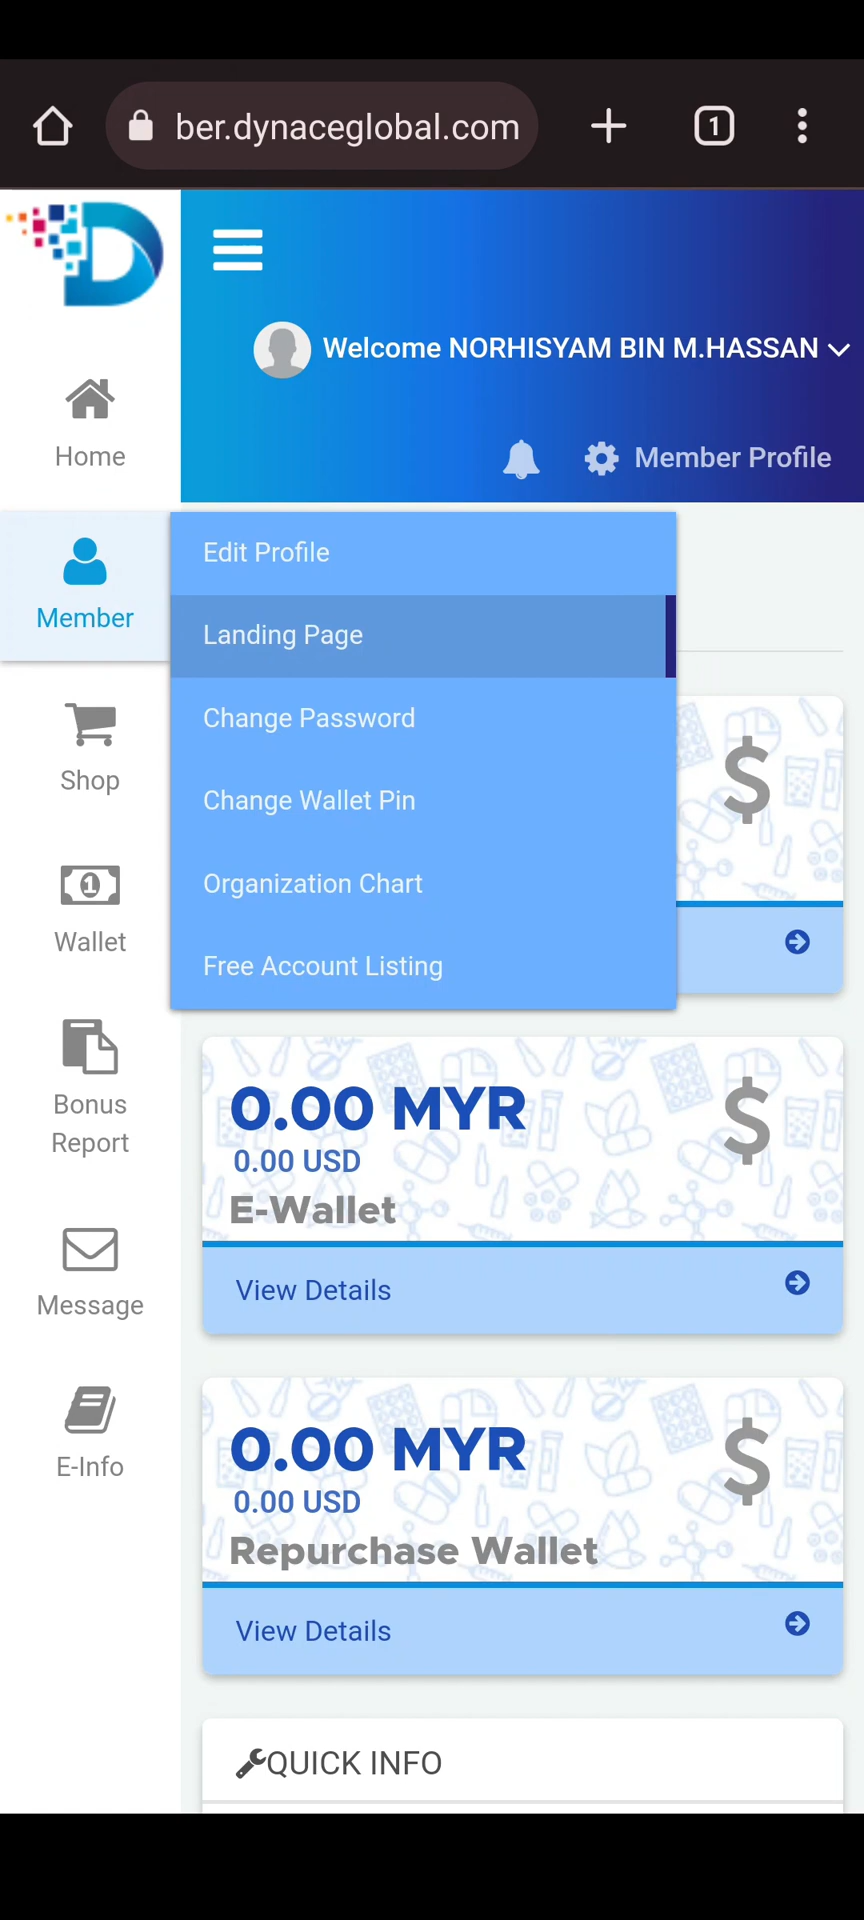 ber.dynaceglobal.com
1
Welcome NORHISYAM BIN M.HASSAN
Member Profile
Home
Member
Shop
Wallet
Bonus
Report
Message
E-Info
Edit Profile
Landing Page
Change Password
Change Wallet Pin
Organization Chart
Free Account Listing
$
0.00 MYR
0.00 USD
E-Wallet
$
View Details
0.00 MYR
0.00 USD
Repurchase Wallet
$
View Details
QUICK INFO